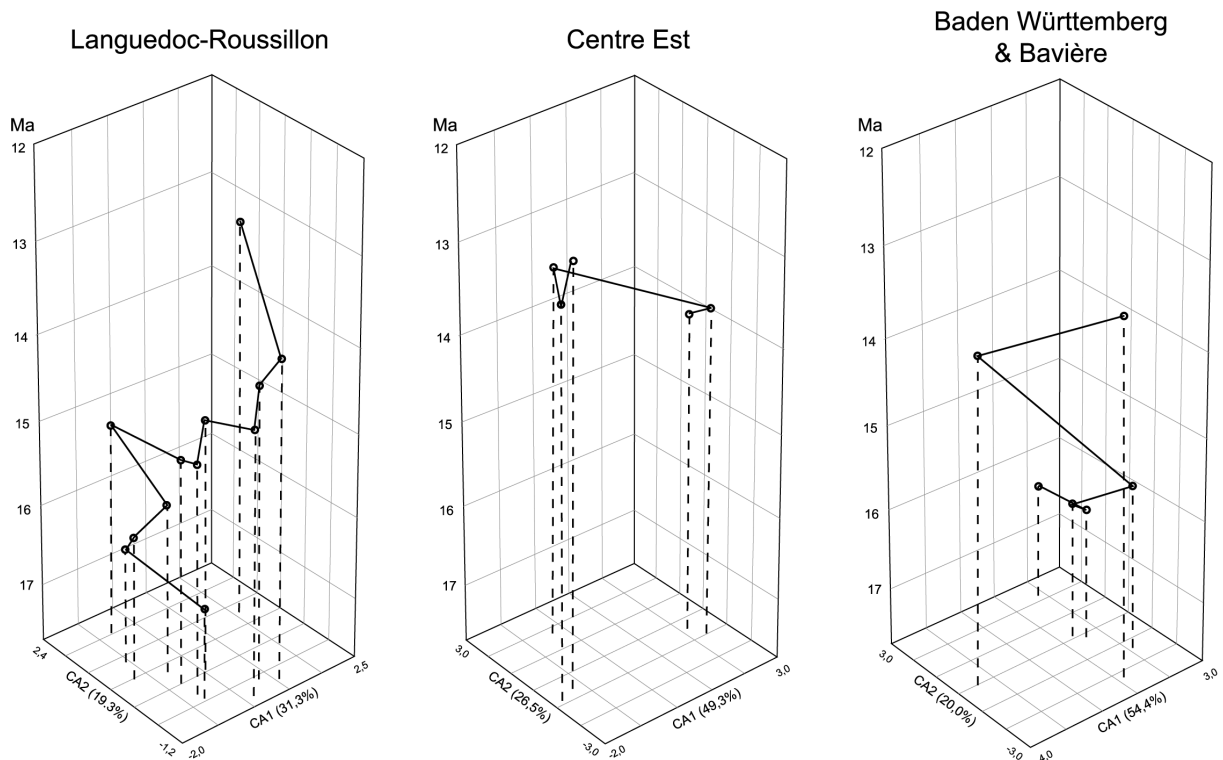 Languedoc-Roussillon
Ma
12
13
14
15
16
17
2,4
CA2 (19,3%)
-1,2
-2,0
CA1 (31,3%)
2,5
Centre Est
Ma
12
13
14
15
16
17
3,0
CA2 (26,5%)
-3,0
-2,0
CA1 (49,3%)
3,0
Baden Württemberg
& Bavière
Ma
12
13
14
15
16
17
3,0
CA2 (20,0%)
-3,0
4,0
CA1 (54,4%)
3,0